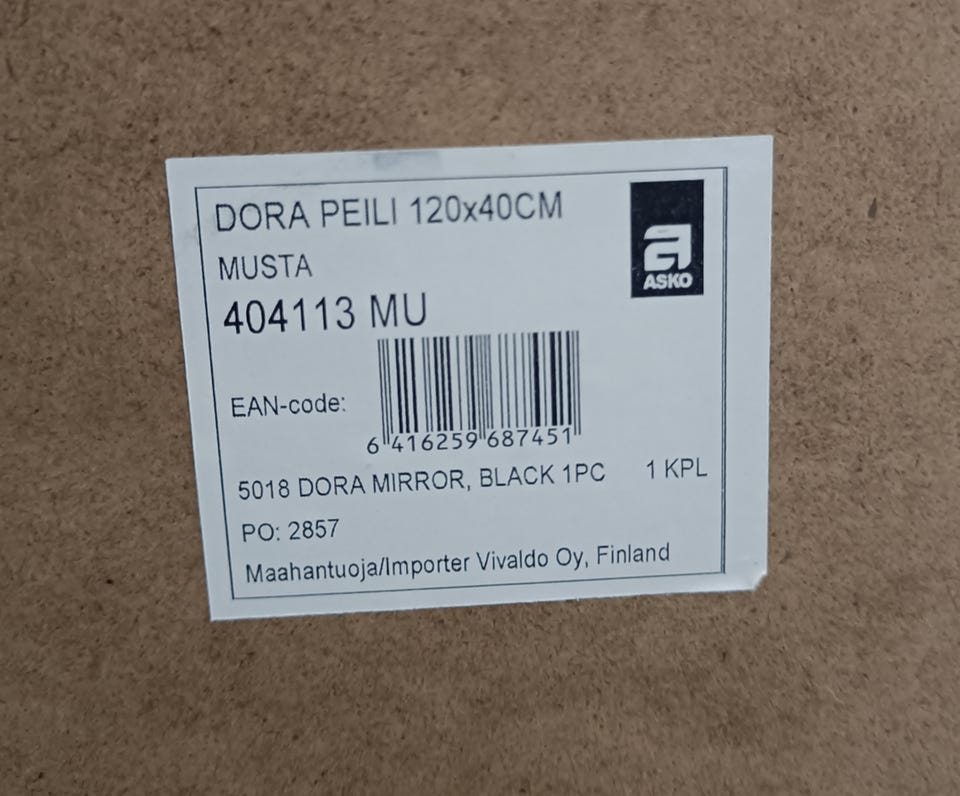 DORA PEILI 120x40CM
MUSTA
404113 MU
a
ASKO
EAN-code:
6 416259 687451
5018 DORA MIRROR, BLACK 1PC 1 KPL
PO: 2857
Maahantuoja/Importer Vivaldo Oy, Finland